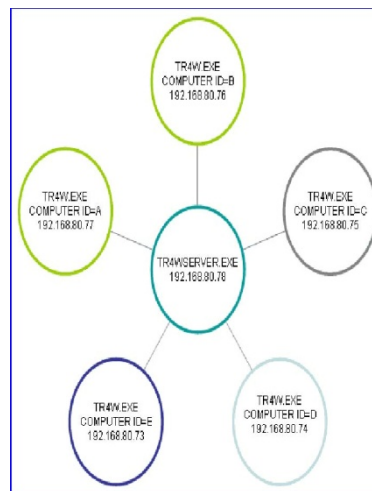 TR4W.EXE
COMPUTER ID=B
192.168.80.76
TR4W.EXE
COMPUTER ID=A
192.168.80.77
TR4W.EXE
COMPUTER ID=C
192.168.80.75
TR4WSERVER.EXE
192.168.80.78
TR4W.EXE
COMPUTER ID=E
192.168.80.73
TR4W.EXE
COMPUTER ID=D
192.168.80.74